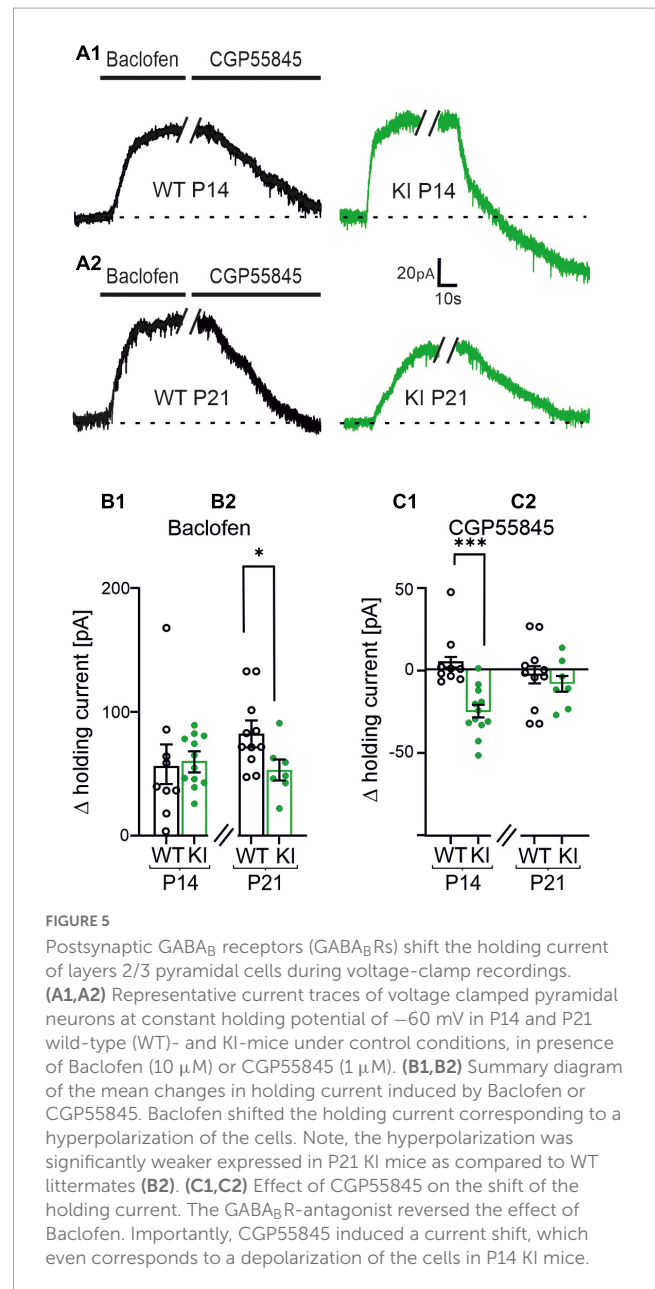 A1
Baclofen CGP55845
WT P14
KI P14
A2
Baclofen CGP55845
20pA
10s
WT P21
KI P21
B1 B2
Baclofen
*
200
100
0
Δ holding current [pA]
WT KI WT KI
P14 P21
C1 C2
CGP55845
***
50
0
-50
Δ holding current [pA]
WT KI WT KI
P14 P21
FIGURE 5
Postsynaptic GABA_B receptors (GABA_BRs) shift the holding current
of layers 2/3 pyramidal cells during voltage-clamp recordings.
(A1,A2) Representative current traces of voltage clamped pyramidal
neurons at constant holding potential of −60 mV in P14 and P21
wild-type (WT)- and KI-mice under control conditions, in presence
of Baclofen (10 μM) or CGP55845 (1 μM). (B1,B2) Summary diagram
of the mean changes in holding current induced by Baclofen or
CGP55845. Baclofen shifted the holding current corresponding to a
hyperpolarization of the cells. Note, the hyperpolarization was
significantly weaker expressed in P21 KI mice as compared to WT
littermates (B2). (C1,C2) Effect of CGP55845 on the shift of the
holding current. The GABA_BR-antagonist reversed the effect of
Baclofen. Importantly, CGP55845 induced a current shift, which
even corresponds to a depolarization of the cells in P14 KI mice.